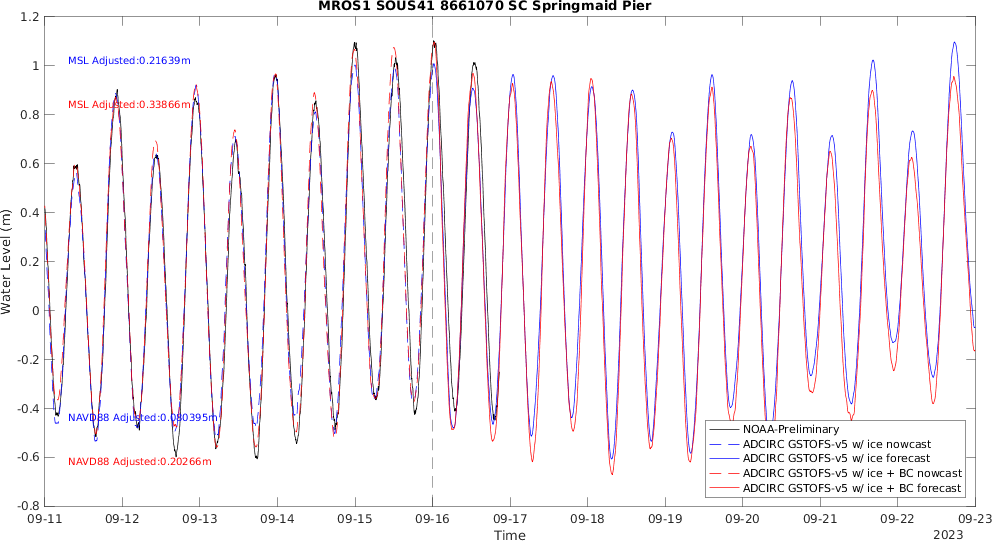 MROS1 SOUS41 8661070 SC Springmaid Pier
1.2
1
0.8
0.6
0.4
0.2
0
-0.2
-0.4
-0.6
-0.8
Water Level (m)
MSL Adjusted:0.21639m
MSL Adjusted:0.33866m
NAVD88 Adjusted:0.080395m
NAVD88 Adjusted:0.20266m
NOAA-Preliminary
ADCIRC GSTOFS-v5 w/ ice nowcast
ADCIRC GSTOFS-v5 w/ ice forecast
ADCIRC GSTOFS-v5 w/ ice + BC nowcast
ADCIRC GSTOFS-v5 w/ ice + BC forecast
09-11 09-12 09-13 09-14 09-15 09-16 09-17 09-18 09-19 09-20 09-21 09-22 09-23
Time
2023